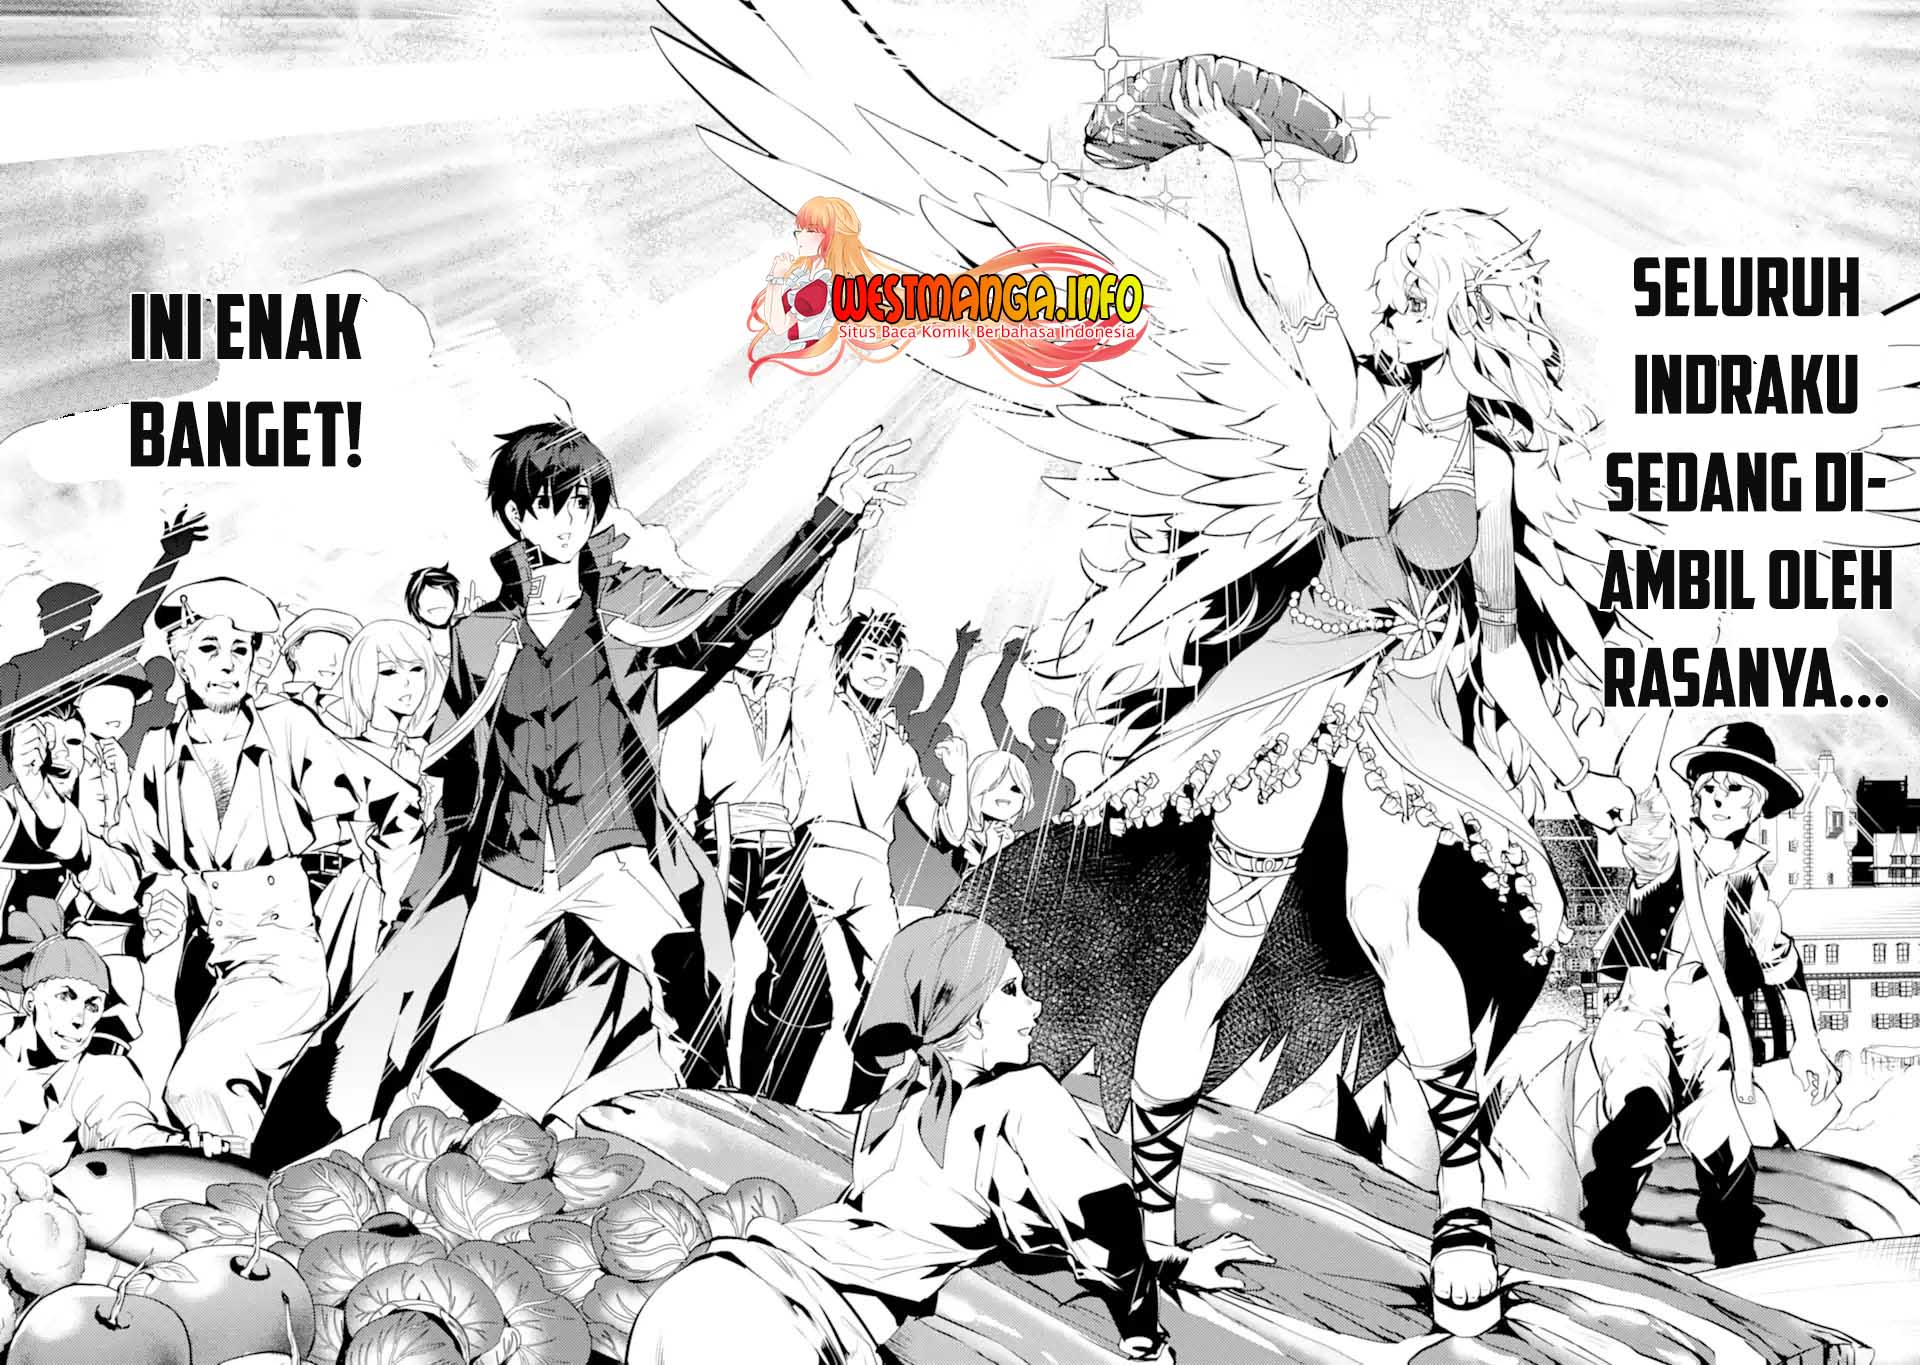 SELURUH
INDRAKU
SEDANG DI-
AMBIL OLEH
RASANYA...
INI ENAK
BANGET!
WESTMANGA.INFO
Situs Baca Komik Berbahasa Indonesia